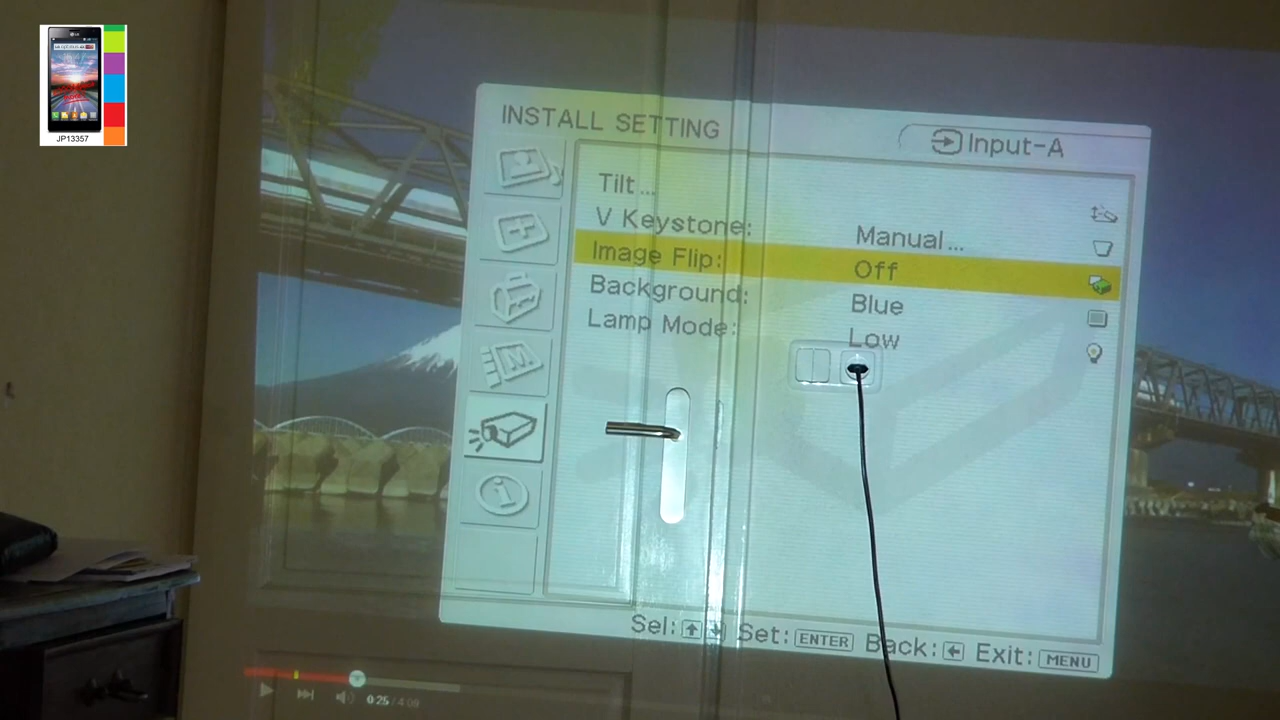 JP13357
INSTALL SETTING
Input-A
Tilt...
V Keystone: Manual...
Image Flip: Off
Background: Blue
Lamp Mode: Low
Sel: Set: ENTER Back: Exit: MENU
0:25 / 4:09